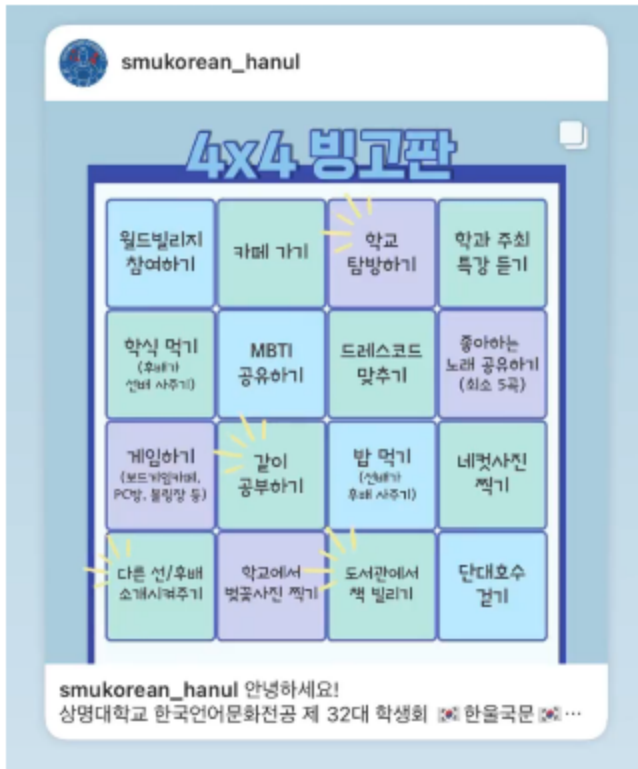 smukorean_hanul
4x4 빙고판
월드빌리지
참여하기
카페 가기
학교
탐방하기
학과 주최
특강 듣기
학식 먹기
(후배가
선배 사주기)
MBTI
공유하기
드레스코드
맞추기
좋아하는
노래 공유하기
(최소 5곡)
게임하기
(보드게임카페,
PC방, 볼링장 등)
같이
공부하기
밥 먹기
(선배가
후배 사주기)
네컷사진
찍기
다른 선/후배
소개시켜주기
학교에서
벚꽃사진 찍기
도서관에서
책 빌리기
단대호수
걷기
smukorean_hanul 안녕하세요!
상명대학교 한국언어문화전공 제 32대 학생회 🇰🇷 한울국문 🇰🇷 ...